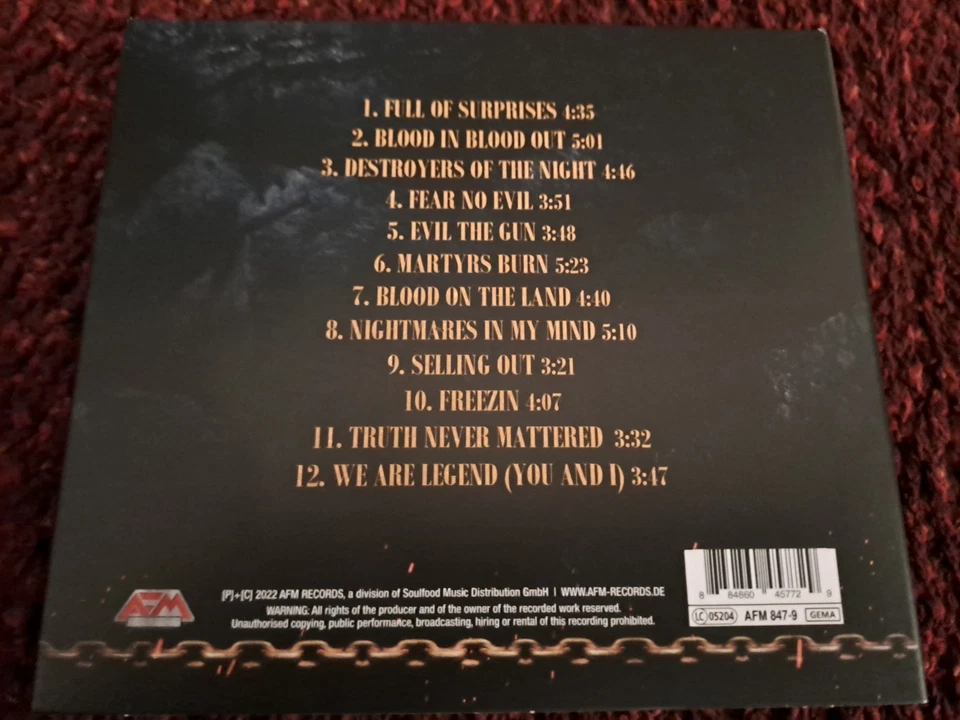 1. FULL OF SURPRISES 4:35
2. BLOOD IN BLOOD OUT 5:01
3. DESTROYERS OF THE NIGHT 4:46
4. FEAR NO EVIL 3:51
5. EVIL THE GUN 3:48
6. MARTYRS BURN 5:23
7. BLOOD ON THE LAND 4:40
8. NIGHTMARES IN MY MIND 5:10
9. SELLING OUT 3:21
10. FREEZIN 4:07
11. TRUTH NEVER MATTERED 3:32
12. WE ARE LEGEND (YOU AND I) 3:47
AFM
[P]+[C] 2022 AFM RECORDS, a division of Soulfood Music Distribution GmbH | WWW.AFM-RECORDS.DE
WARNING: All rights of the producer and of the owner of the recorded work reserved.
Unauthorised copying, public performance, broadcasting, hiring or rental of this recording prohibited.
8 84860 45772 9
LC 05204 AFM 847-9 GEMA